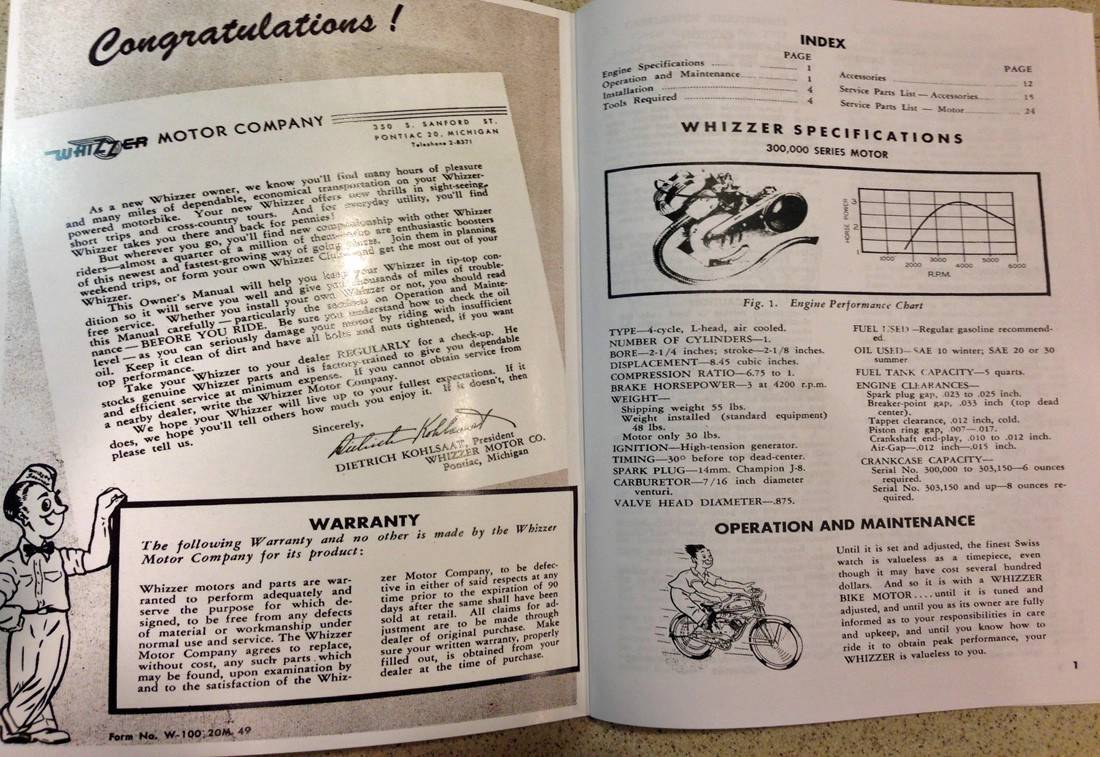 Congratulations !
WHIZZER MOTOR COMPANY
350 S. SANFORD ST.
PONTIAC 20, MICHIGAN
Telephone 2-8371
As a new Whizzer owner, we know you'll find many hours of pleasure
and many miles of dependable, economical transportation on your Whizzer-
powered motorbike. Your new Whizzer offers new thrills in sight-seeing,
short trips and cross-country tours. And for everyday utility, you'll find
Whizzer takes you there and back for pennies!
But wherever you go, you'll find new companionship with other Whizzer
riders—almost a quarter of a million of them who are enthusiastic boosters
of this newest and fastest-growing way of going places. Join them in planning
weekend trips, or form your own Whizzer Club and get the most out of your
Whizzer.
This Owner's Manual will help you keep your Whizzer in tip-top con-
dition so it will serve you well and give you thousands of miles of trouble-
free service. Whether you install your own Whizzer or not, you should read
this Manual carefully — particularly the sections on Operation and Mainte-
nance — BEFORE YOU RIDE. Be sure you understand how to check the oil
level — as you can seriously damage your motor by riding with insufficient
oil. Keep it clean of dirt and have all bolts and nuts tightened, if you want
top performance.
Take your Whizzer to your dealer REGULARLY for a check-up. He
stocks genuine Whizzer parts and is factory-trained to give you dependable
and efficient service at minimum expense. If you cannot obtain service from
a nearby dealer, write the Whizzer Motor Company.
We hope your Whizzer will live up to your fullest expectations. If it
does, we hope you'll tell others how much you enjoy it. If it doesn't, then
please tell us.
Sincerely,
Dietrich Kohlsaat
DIETRICH KOHLSAAT, President
WHIZZER MOTOR CO.
Pontiac, Michigan
WARRANTY
The following Warranty and no other is made by the Whizzer
Motor Company for its product:
Whizzer motors and parts are war-
ranted to perform adequately and
serve the purpose for which de-
signed, to be free from any defects
of material or workmanship under
normal use and service. The Whizzer
Motor Company agrees to replace,
without cost, any such parts which
may be found, upon examination by
and to the satisfaction of the Whiz-
zer Motor Company, to be defec-
tive in either of said respects at any
time prior to the expiration of 90
days after the same shall have been
sold at retail. All claims for ad-
justment are to be made through
dealer of original purchase. Make
sure your written warranty, properly
filled out, is obtained from your
dealer at the time of purchase.
Form No. W-100 20M 49
INDEX
PAGE
Engine Specifications 1
Operation and Maintenance 1
Installation 4
Tools Required 4
PAGE
Accessories 12
Service Parts List — Accessories 15
Service Parts List — Motor 24
WHIZZER SPECIFICATIONS
300,000 SERIES MOTOR
HORSE POWER
3
2
1
1000 2000 3000 4000 5000 6000
R.P.M.
Fig. 1. Engine Performance Chart
TYPE—4-cycle, L-head, air cooled.
NUMBER OF CYLINDERS—1.
BORE—2-1/4 inches; stroke—2-1/8 inches.
DISPLACEMENT—8.45 cubic inches.
COMPRESSION RATIO—6.75 to 1.
BRAKE HORSEPOWER—3 at 4200 r.p.m.
WEIGHT—
Shipping weight 55 lbs.
Weight installed (standard equipment)
48 lbs.
Motor only 30 lbs.
IGNITION—High-tension generator.
TIMING—30° before top dead-center.
SPARK PLUG—14mm. Champion J-8.
CARBURETOR—7/16 inch diameter
venturi.
VALVE HEAD DIAMETER—.875.
FUEL USED—Regular gasoline recommend-
ed.
OIL USED—SAE 10 winter; SAE 20 or 30
summer
FUEL TANK CAPACITY—5 quarts.
ENGINE CLEARANCES—
Spark plug gap, .023 to .025 inch.
Breaker-point gap, .033 inch (top dead
center).
Tappet clearance, .012 inch, cold.
Piston ring gap, .007—.017.
Crankshaft end-play, .010 to .012 inch.
Air-Gap—.012 inch—.015 inch.
CRANKCASE CAPACITY—
Serial No. 300,000 to 303,150—6 ounces
required.
Serial No. 303,150 and up—8 ounces re-
quired.
OPERATION AND MAINTENANCE
Until it is set and adjusted, the finest Swiss
watch is valueless as a timepiece, even
though it may have cost several hundred
dollars. And so it is with a WHIZZER
BIKE MOTOR....until it is tuned and
adjusted, and until you as its owner are fully
informed as to your responsibilities in care
and upkeep, and until you know how to
ride it to obtain peak performance, your
WHIZZER is valueless to you.
1